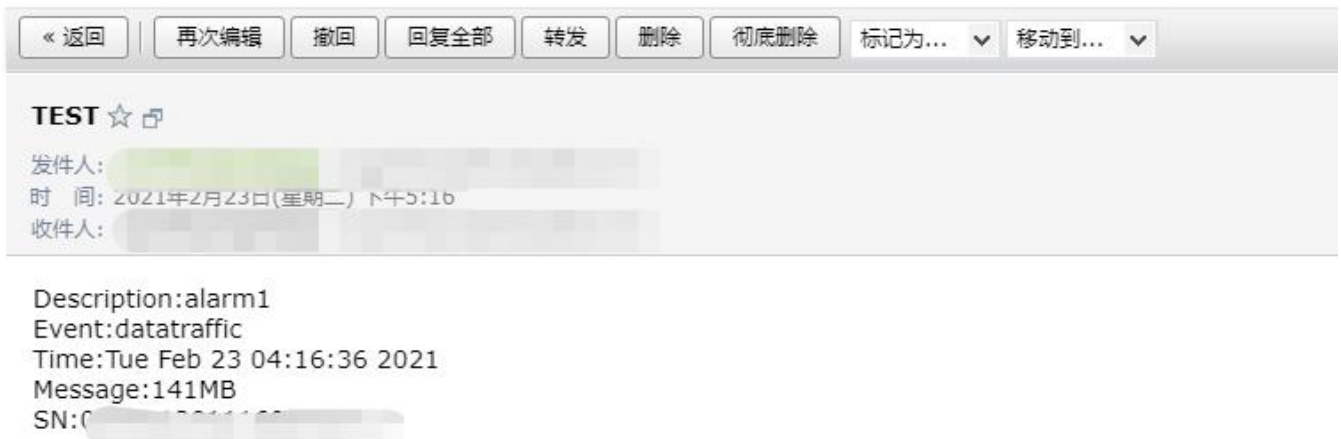 « 返回 再次编辑 撤回 回复全部 转发 删除 彻底删除 标记为... 移动到...
TEST
发件人:
时 间: 2021年2月23日(星期二) 下午5:16
收件人:
Description:alarm1
Event:datatraffic
Time:Tue Feb 23 04:16:36 2021
Message:141MB
SN: